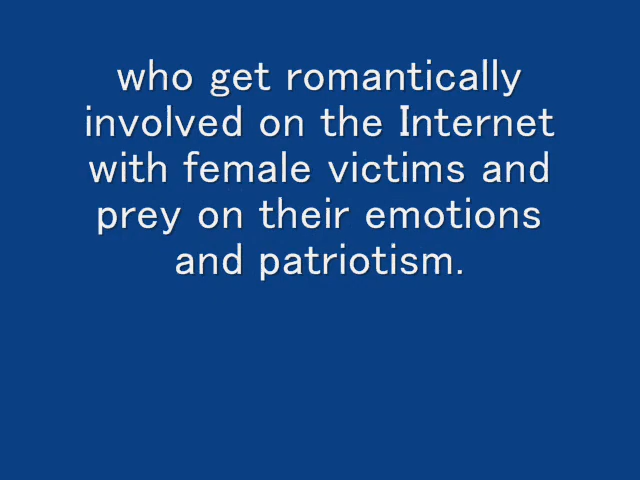 who get romantically
involved on the Internet
with female victims and
prey on their emotions
and patriotism.